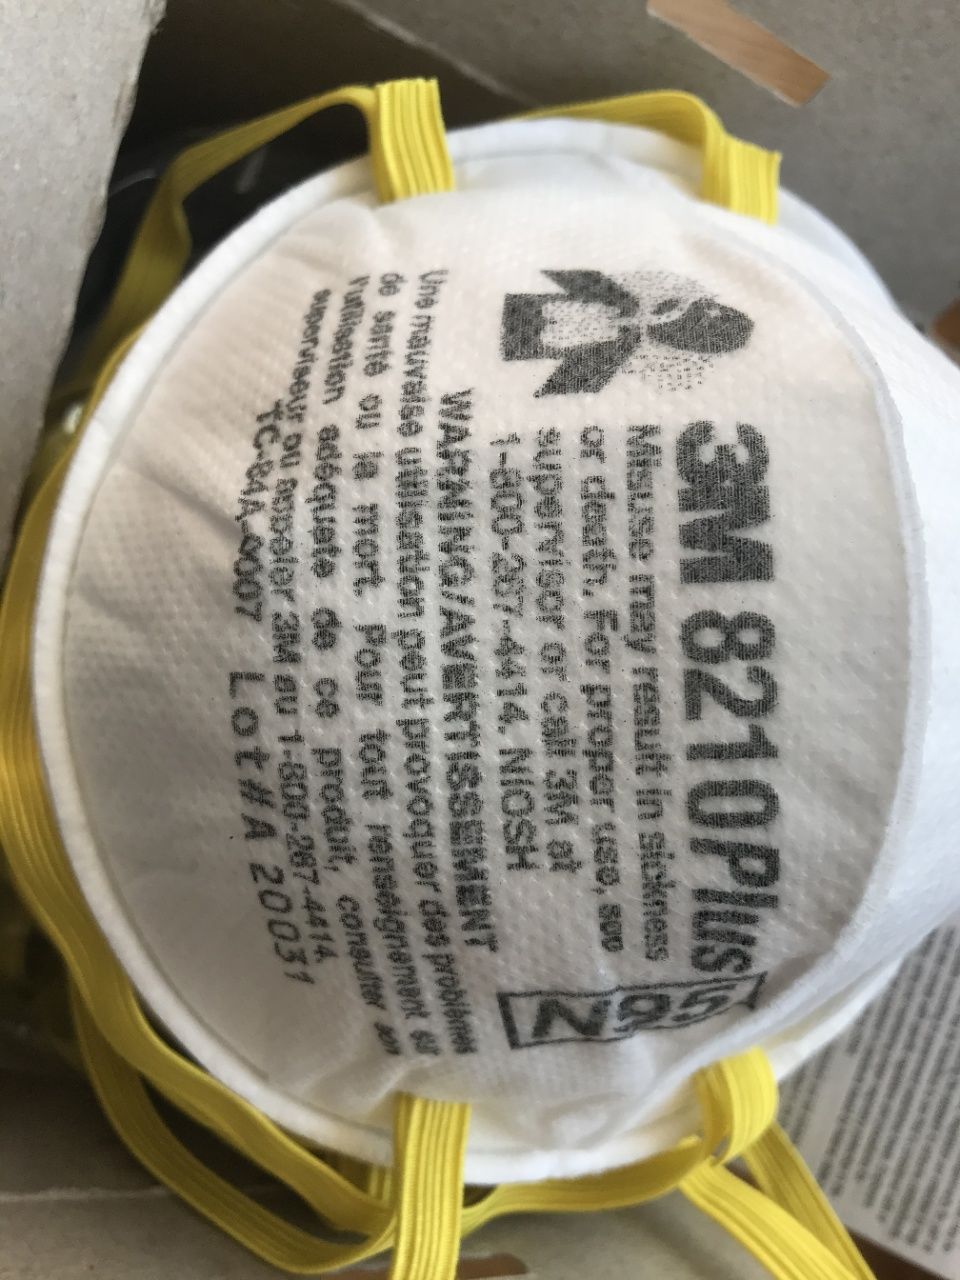 3M 8210Plus
N95
Misuse may result in sickness
or death. For proper use, see
supervisor or call 3M at
1-800-267-4414. NIOSH
WARNING/AVERTISSEMENT
Une mauvaise utilisation peut provoquer des problèmes
de santé ou la mort. Pour tout renseignement sur
l'utilisation adéquate de ce produit, consulter son
superviseur ou appeler 3M au 1-800-267-4414.
TC-84A-0007 Lot#A20031